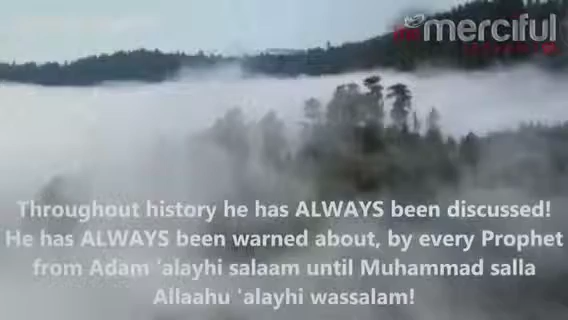 the merciful
Throughout history he has ALWAYS been discussed!
He has ALWAYS been warned about, by every Prophet
from Adam 'alayhi salaam until Muhammad salla
Allaahu 'alayhi wassalam!